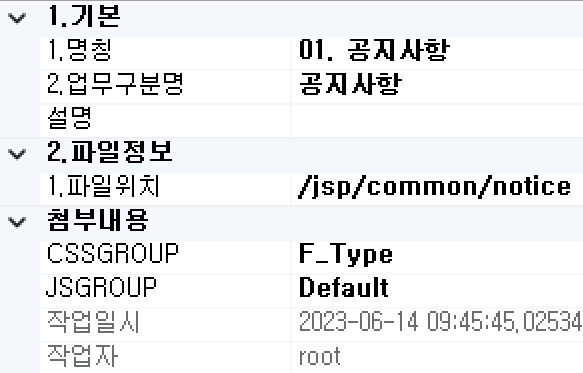 1.기본
1.명칭 01. 공지사항
2.업무구분명 공지사항
설명
2.파일정보
1.파일위치 /jsp/common/notice
첨부내용
CSSGROUP F_Type
JSGROUP Default
작업일시 2023-06-14 09:45:45.02534
작업자 root